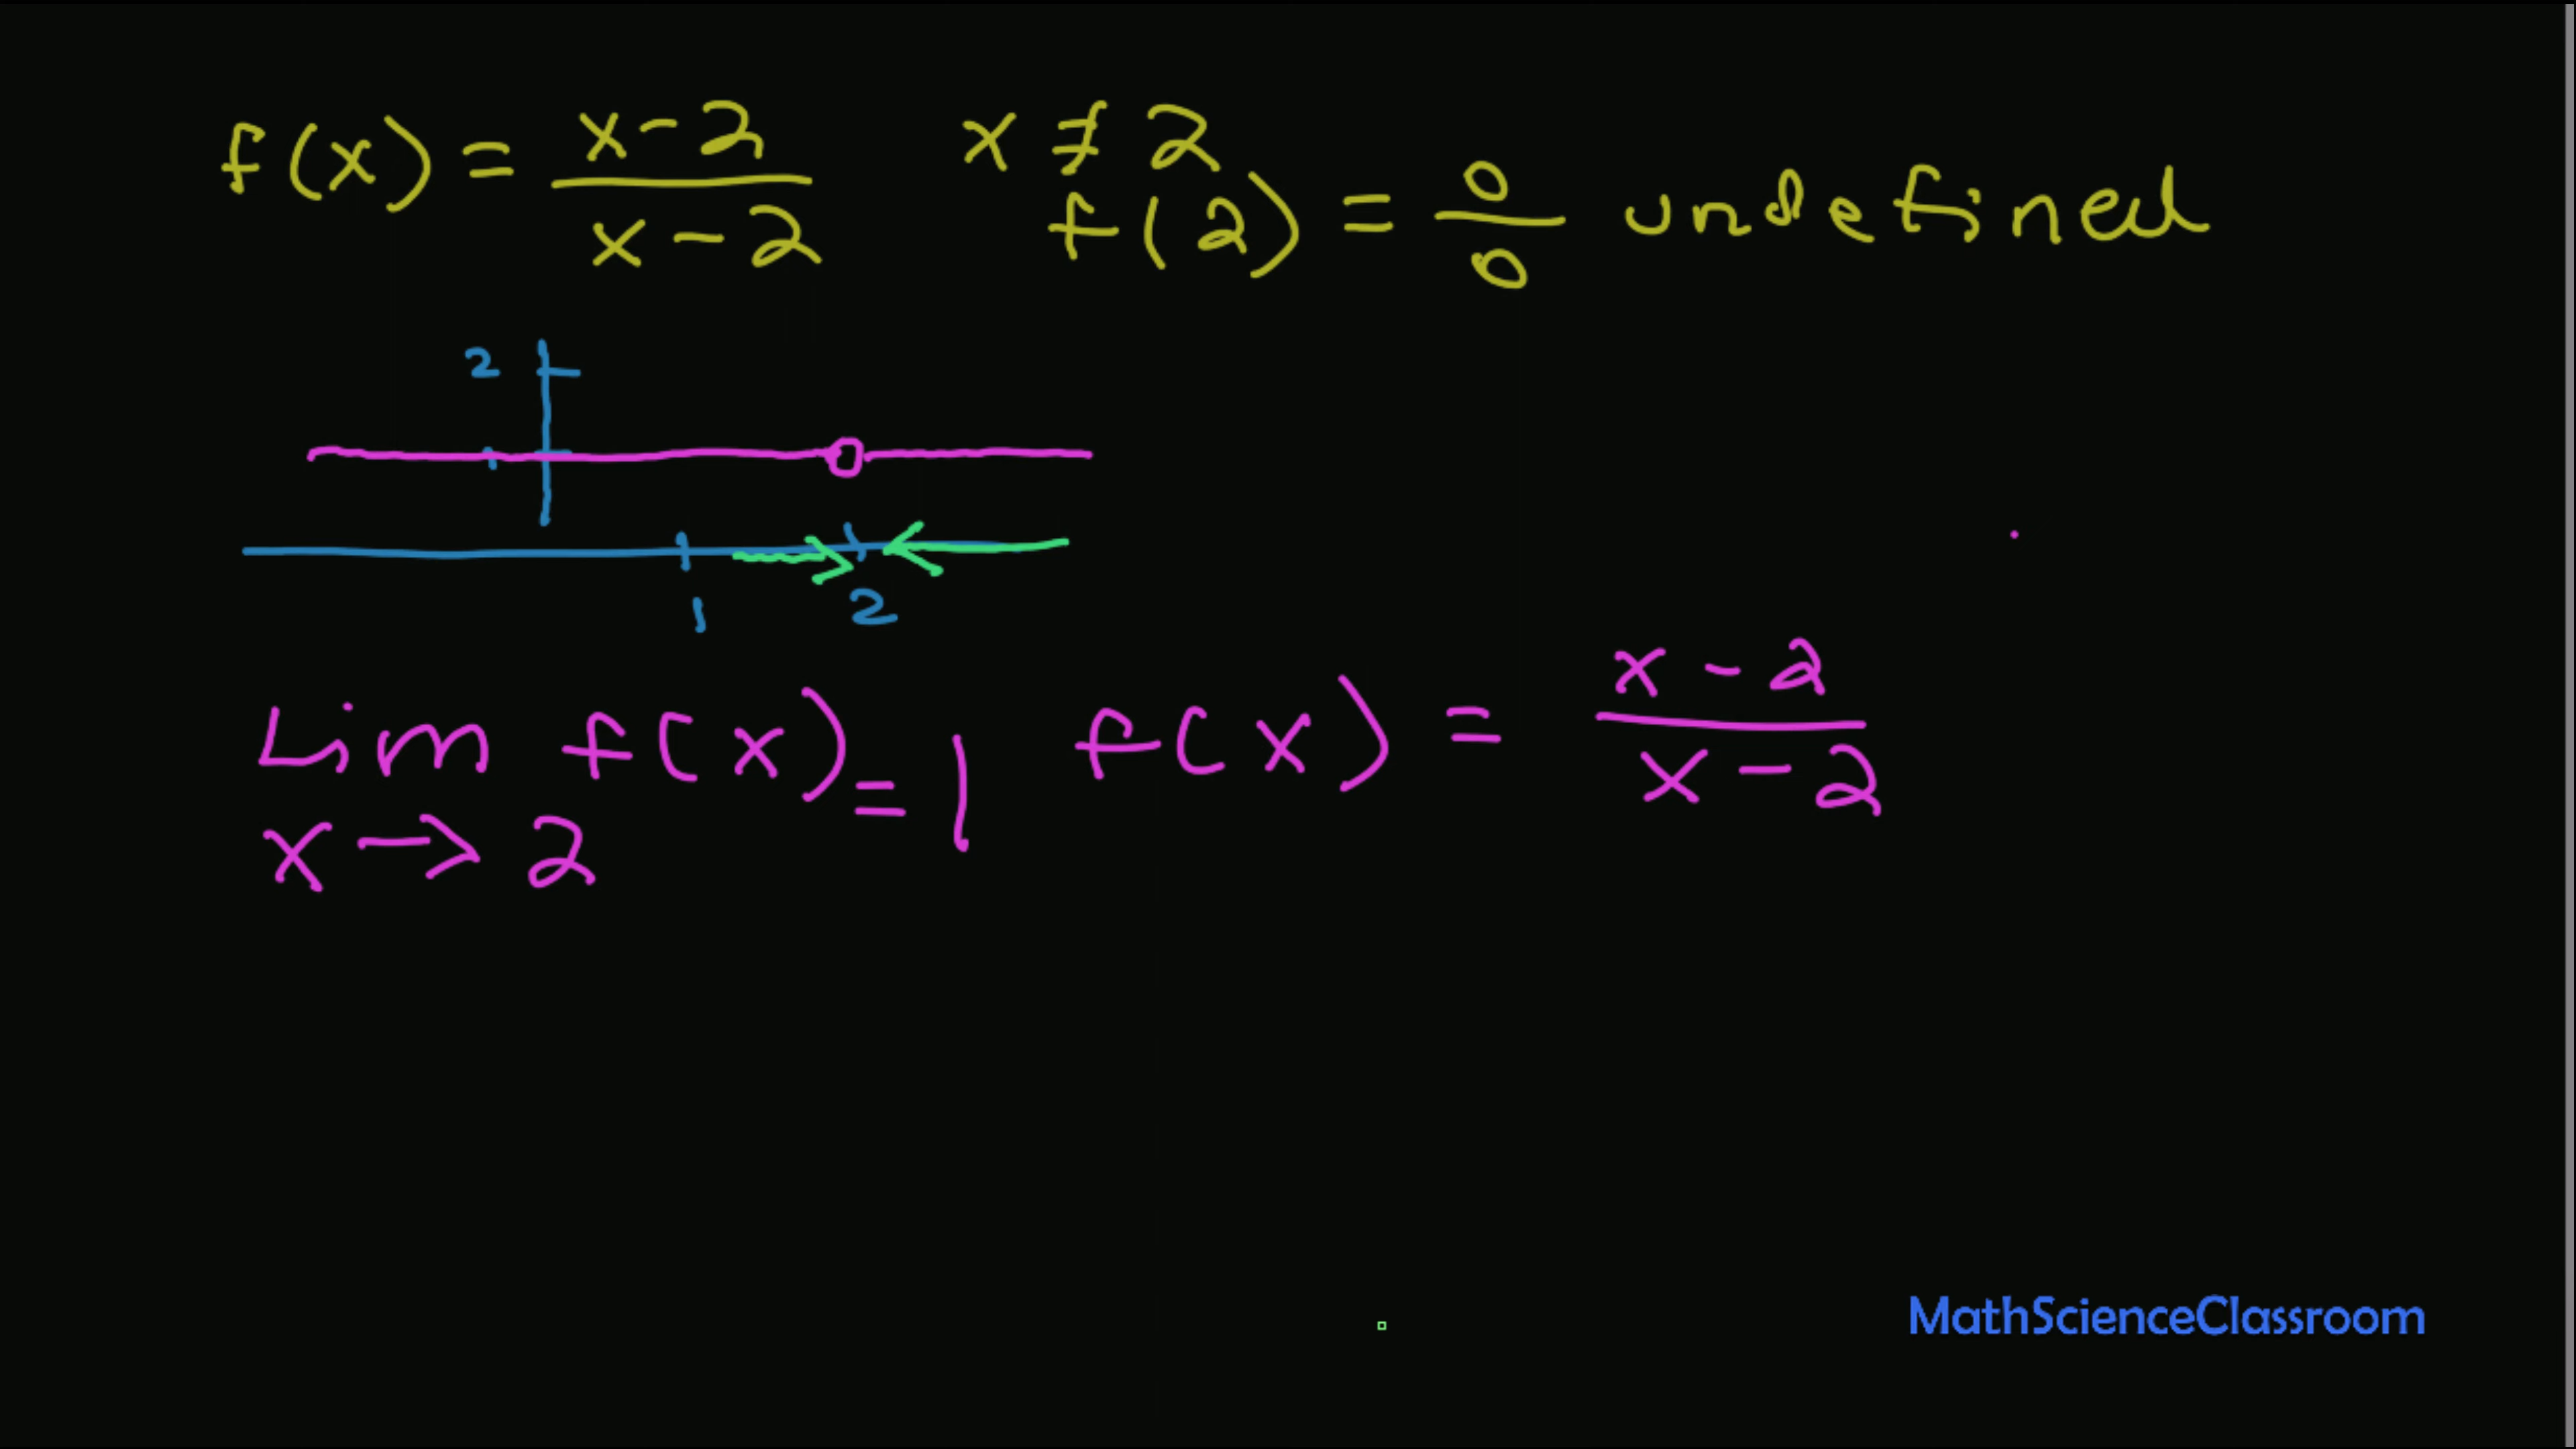 f(x) = x-2 / x-2   x ≠ 2
f(2) = 0/0 undefined
2
1 2
Lim f(x) = 1   f(x) = x-2 / x-2
x → 2
MathScienceClassroom